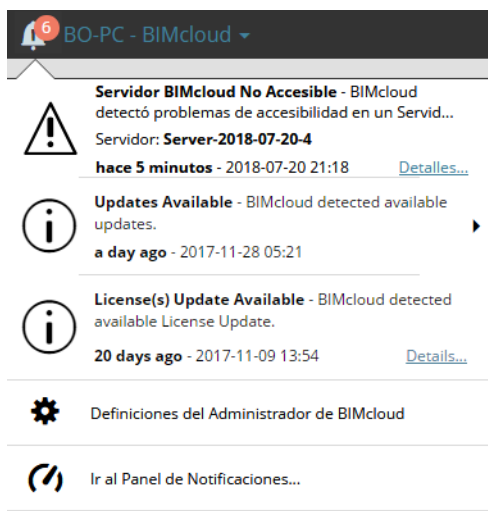 6
BO-PC - BIMcloud
Servidor BIMcloud No Accesible - BIMcloud
detectó problemas de accesibilidad en un Servid...
Servidor: Server-2018-07-20-4
hace 5 minutos - 2018-07-20 21:18 Detalles...
Updates Available - BIMcloud detected available
updates.
a day ago - 2017-11-28 05:21
License(s) Update Available - BIMcloud detected
available License Update.
20 days ago - 2017-11-09 13:54 Details...
Definiciones del Administrador de BIMcloud
Ir al Panel de Notificaciones...